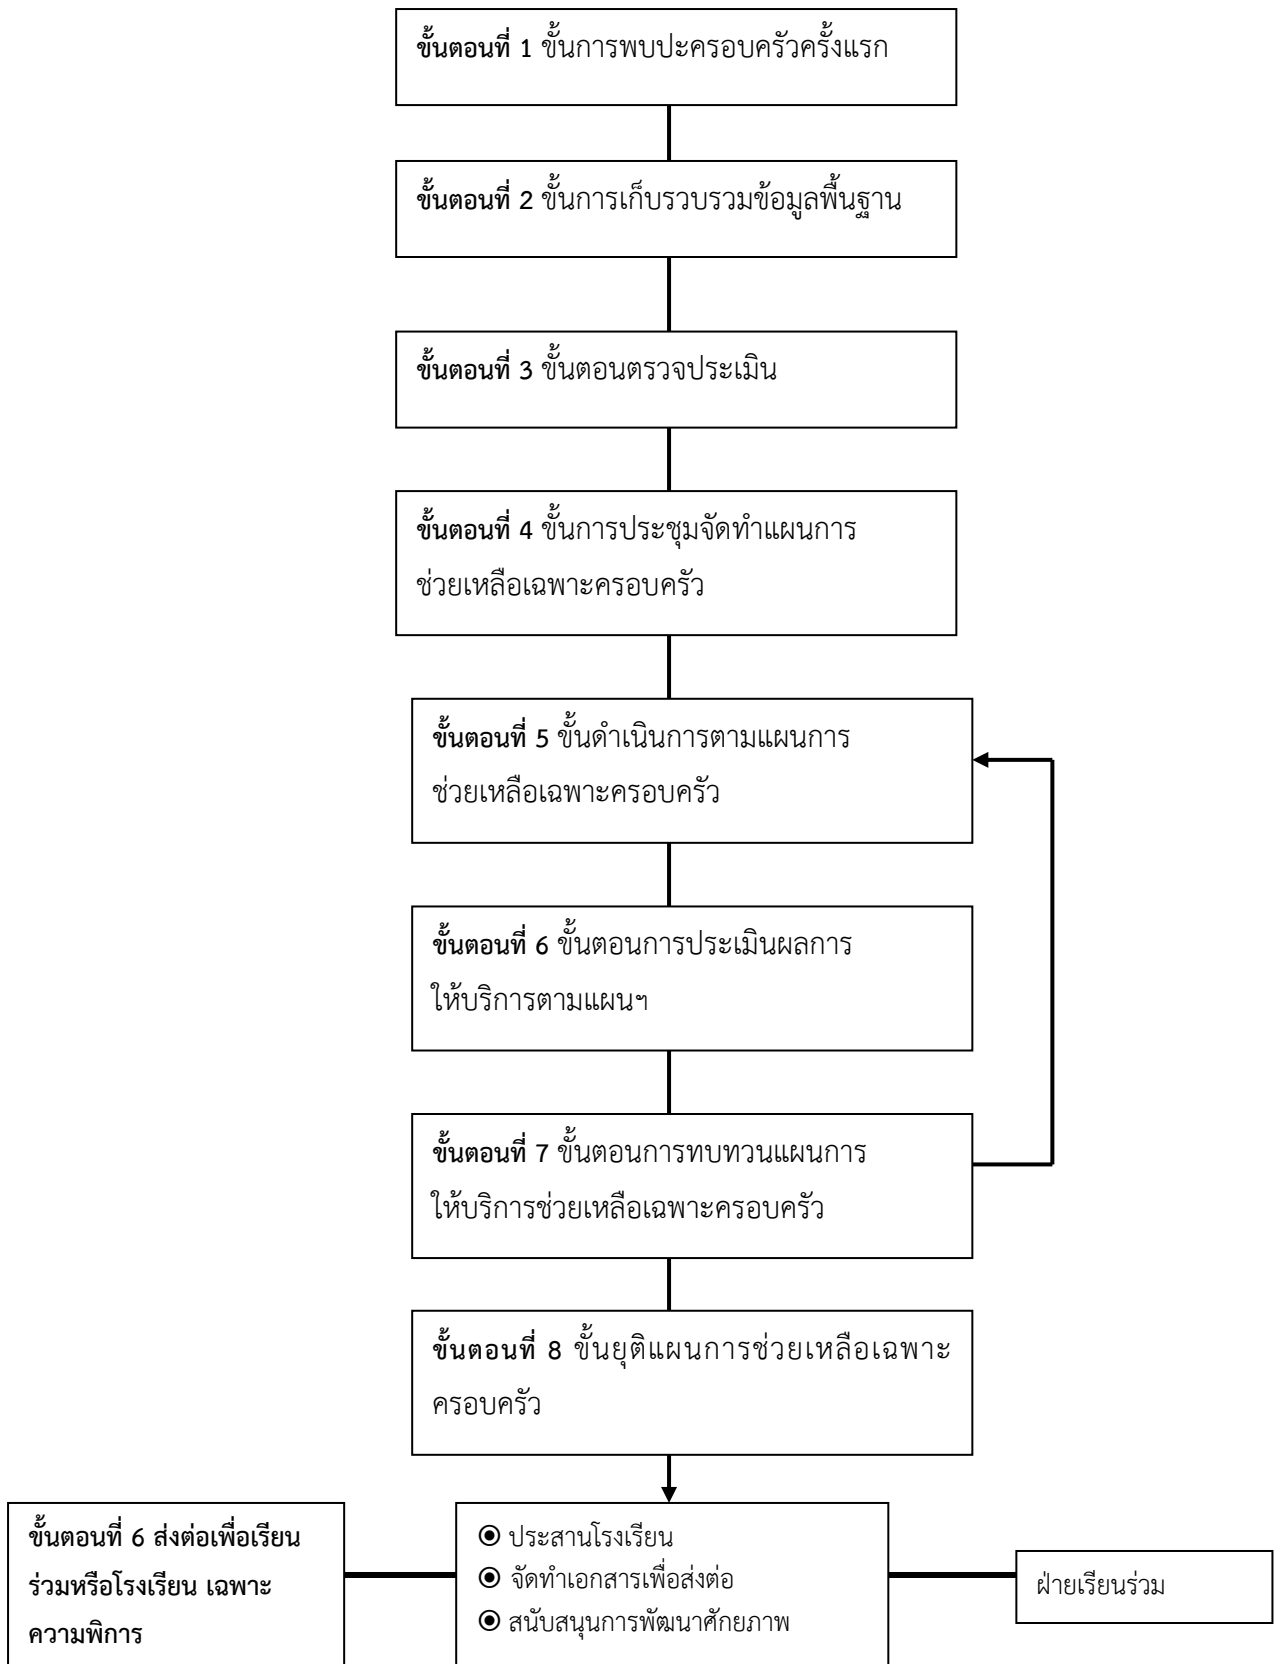 ขั้นตอนที่ 1 ขั้นการพบปะครอบครัวครั้งแรก
ขั้นตอนที่ 2 ขั้นการเก็บรวบรวมข้อมูลพื้นฐาน
ขั้นตอนที่ 3 ขั้นตอนตรวจประเมิน
ขั้นตอนที่ 4 ขั้นการประชุมจัดทำแผนการ
ช่วยเหลือเฉพาะครอบครัว
ขั้นตอนที่ 5 ขั้นดำเนินการตามแผนการ
ช่วยเหลือเฉพาะครอบครัว
ขั้นตอนที่ 6 ขั้นตอนการประเมินผลการ
ให้บริการตามแผนฯ
ขั้นตอนที่ 7 ขั้นตอนการทบทวนแผนการ
ให้บริการช่วยเหลือเฉพาะครอบครัว
ขั้นตอนที่ 8 ขั้นยุติแผนการช่วยเหลือเฉพาะ
ครอบครัว
ขั้นตอนที่ 6 ส่งต่อเพื่อเรียน
ร่วมหรือโรงเรียน เฉพาะ
ความพิการ
◉ ประสานโรงเรียน
◉ จัดทำเอกสารเพื่อส่งต่อ
◉ สนับสนุนการพัฒนาศักยภาพ
ฝ่ายเรียนร่วม